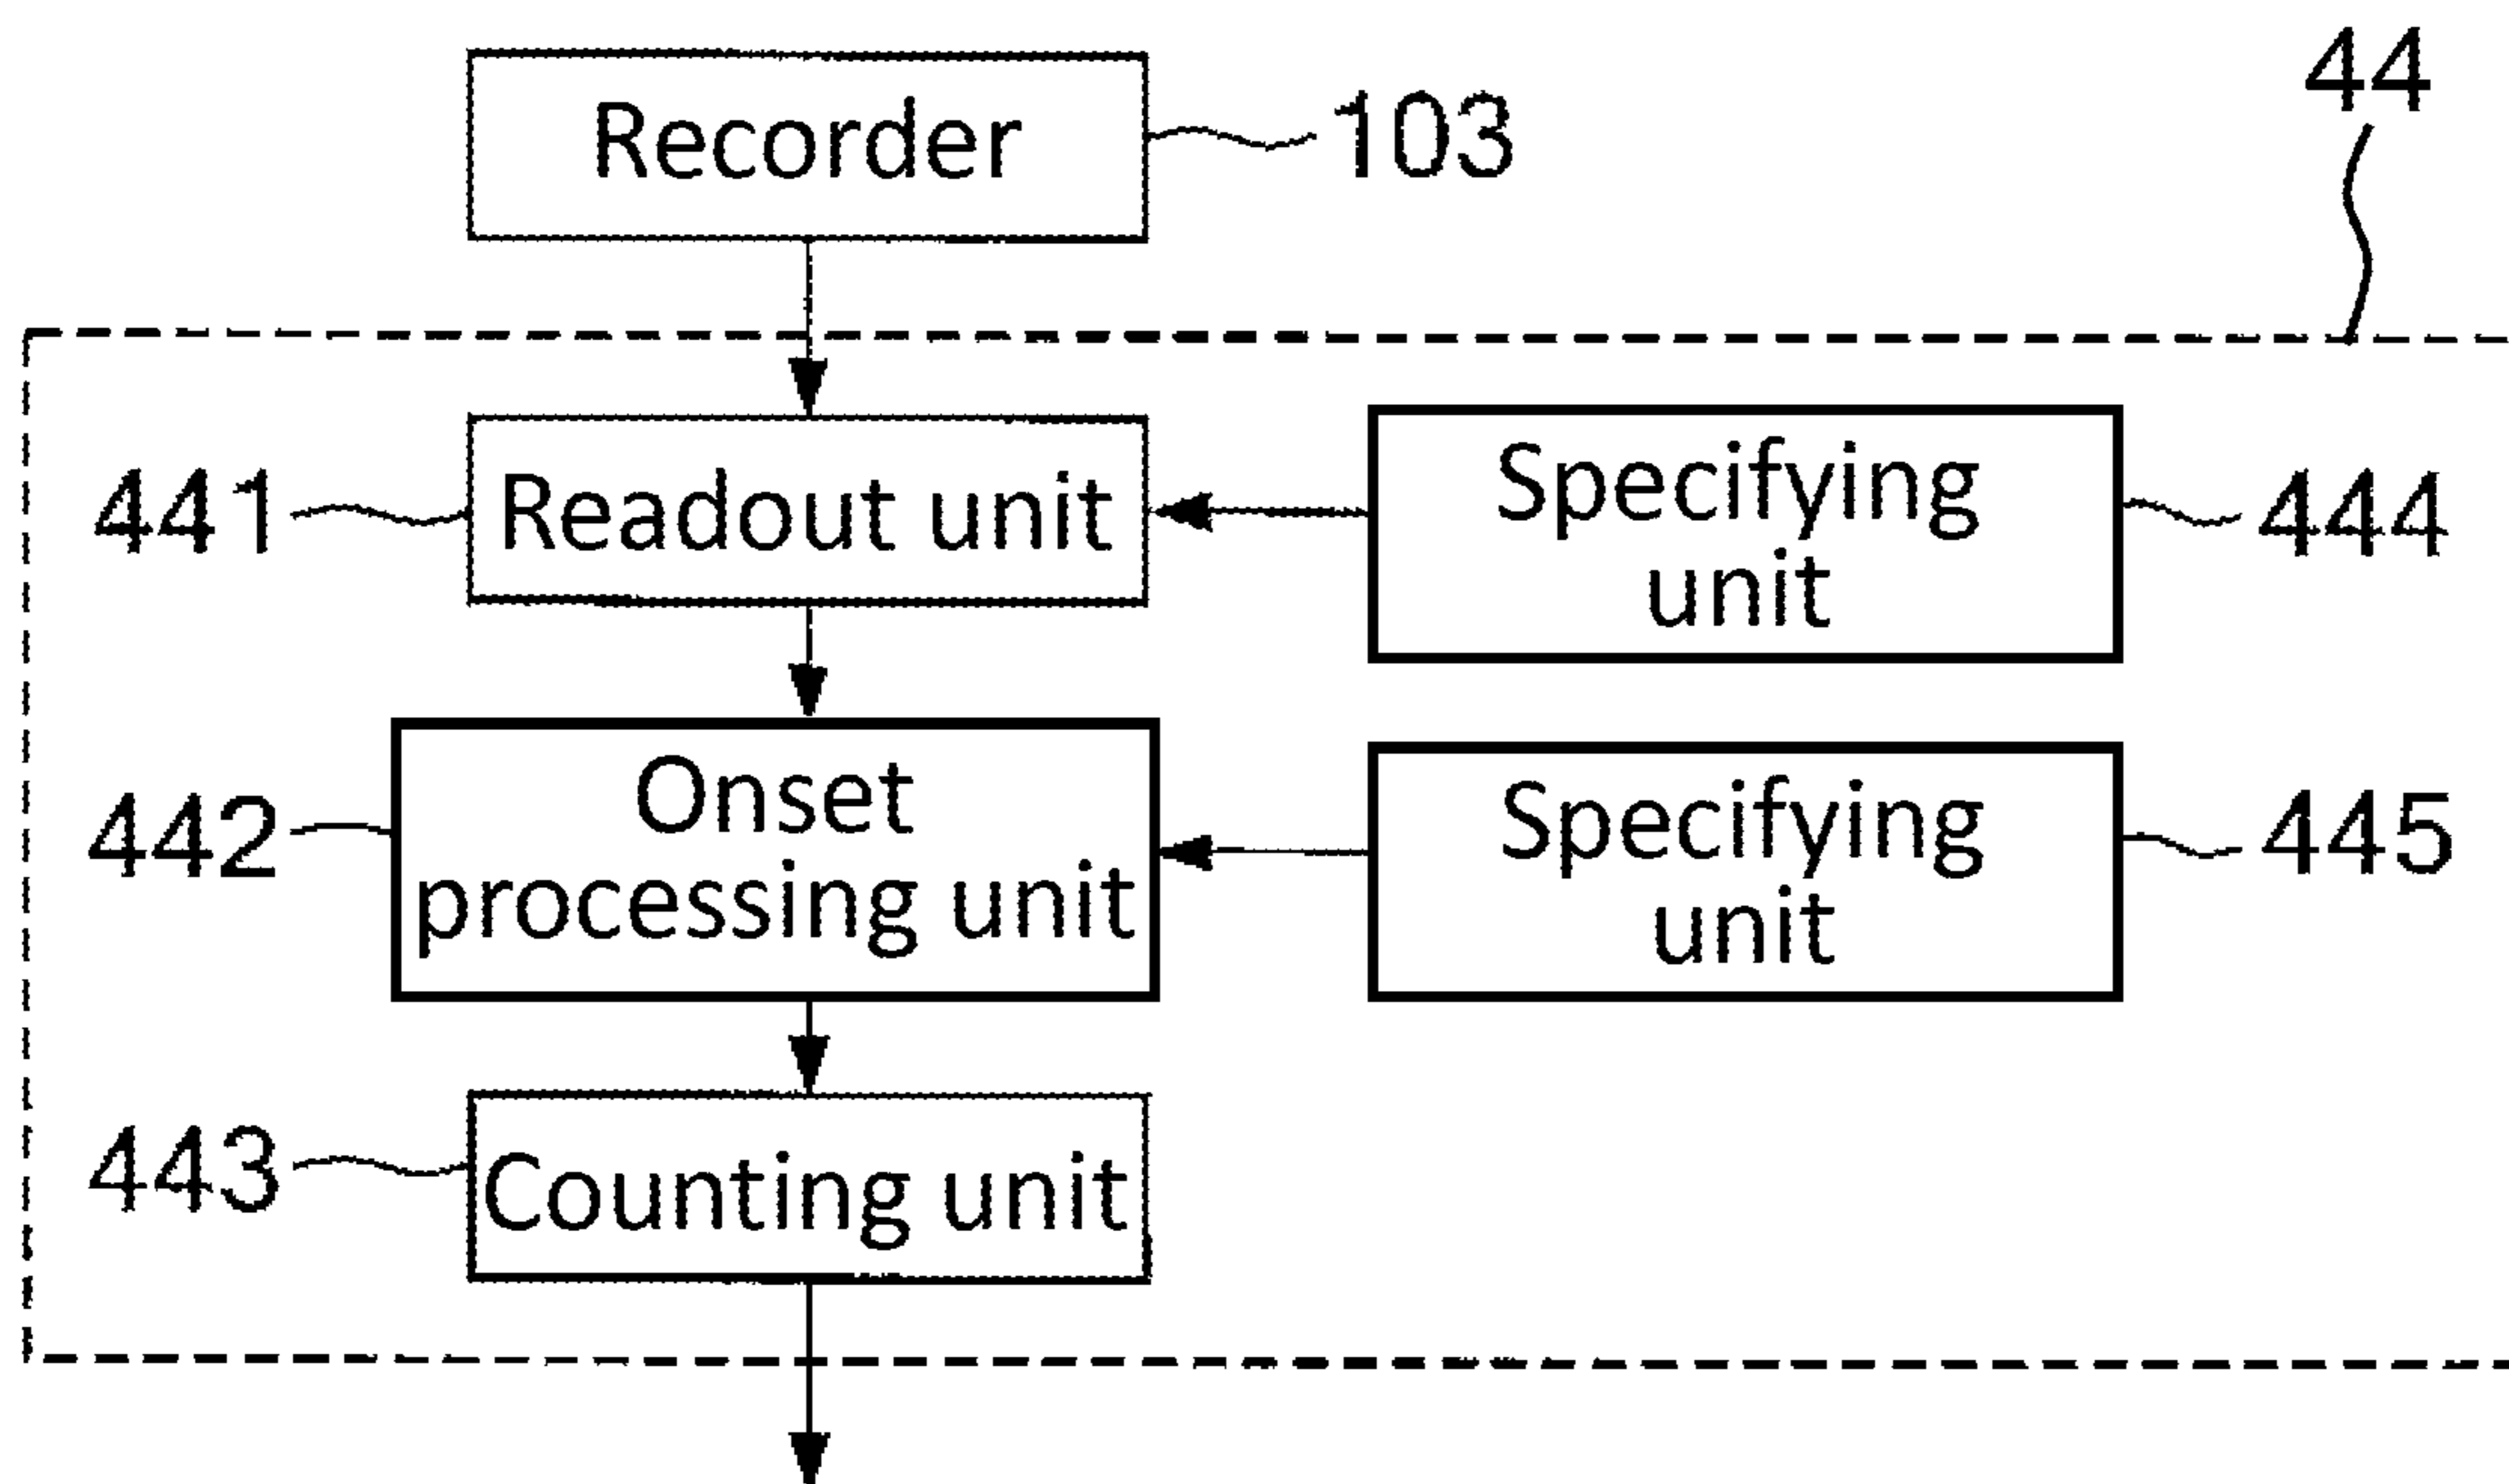 44
Recorder
103
441
Readout unit
Specifying
unit
444
442
Onset
processing unit
Specifying
unit
445
443
Counting unit